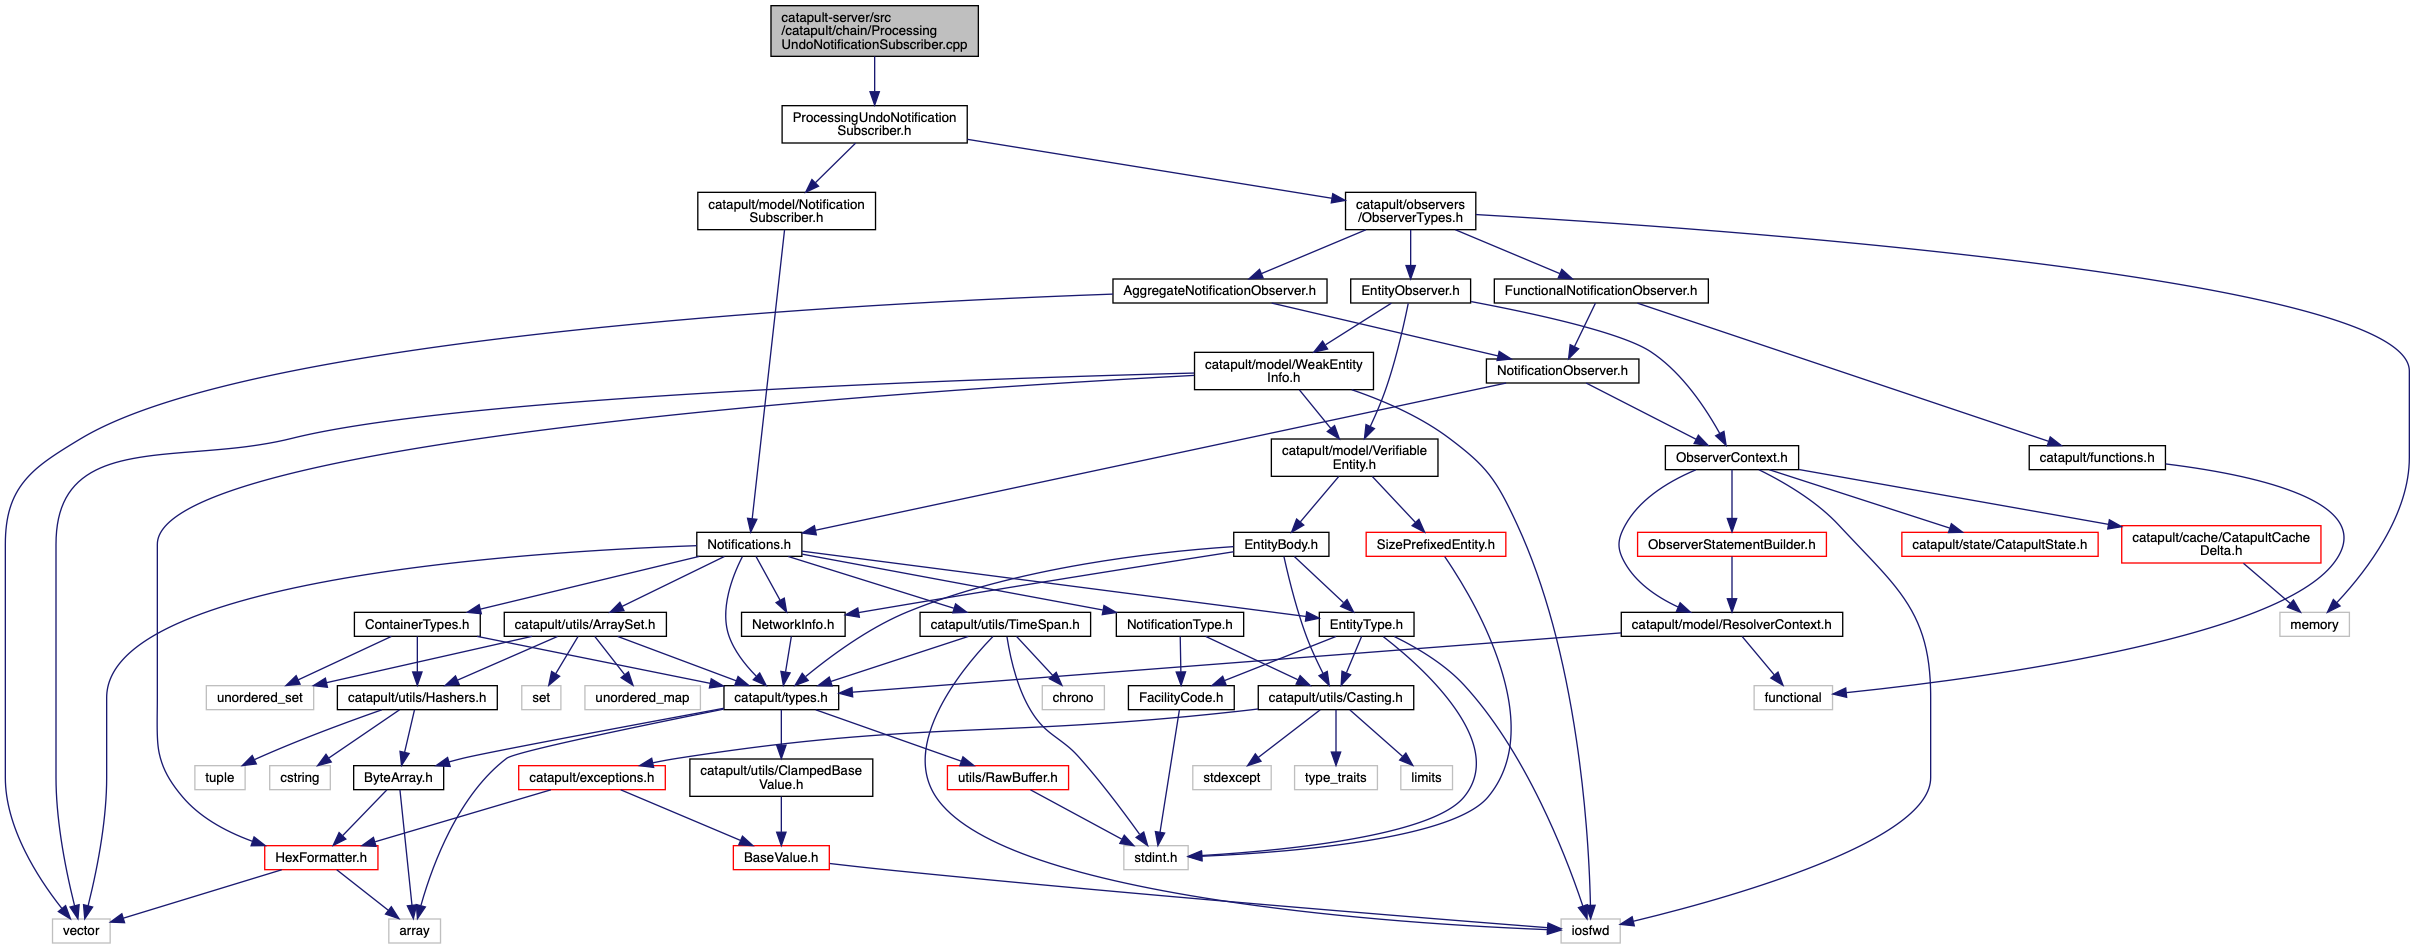 catapult-server/src
/catapult/chain/Processing
UndoNotificationSubscriber.cpp
ProcessingUndoNotification
Subscriber.h
catapult/model/Notification
Subscriber.h
catapult/observers
/ObserverTypes.h
AggregateNotificationObserver.h
EntityObserver.h
FunctionalNotificationObserver.h
catapult/model/WeakEntity
Info.h
NotificationObserver.h
catapult/model/Verifiable
Entity.h
ObserverContext.h
catapult/functions.h
Notifications.h
EntityBody.h
SizePrefixedEntity.h
ObserverStatementBuilder.h
catapult/state/CatapultState.h
catapult/cache/CatapultCache
Delta.h
ContainerTypes.h
catapult/utils/ArraySet.h
NetworkInfo.h
catapult/utils/TimeSpan.h
NotificationType.h
EntityType.h
catapult/model/ResolverContext.h
memory
unordered_set
catapult/utils/Hashers.h
set
unordered_map
catapult/types.h
chrono
FacilityCode.h
catapult/utils/Casting.h
functional
tuple
cstring
ByteArray.h
catapult/exceptions.h
catapult/utils/ClampedBase
Value.h
utils/RawBuffer.h
stdexcept
type_traits
limits
HexFormatter.h
BaseValue.h
stdint.h
vector
array
iosfwd